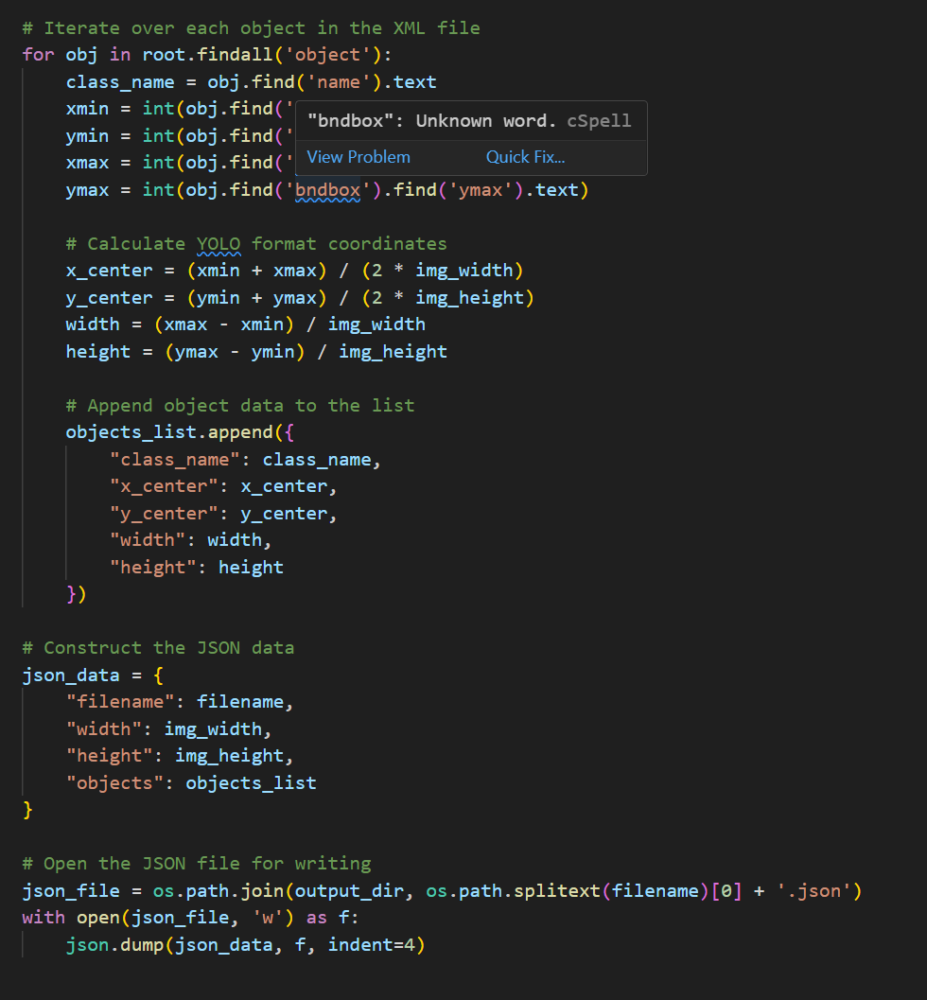 # Iterate over each object in the XML file
for obj in root.findall('object'):
    class_name = obj.find('name').text
    xmin = int(obj.find('
"bndbox": Unknown word. cSpell
    ymin = int(obj.find('
    xmax = int(obj.find('
View Problem Quick Fix...
    ymax = int(obj.find('bndbox').find('ymax').text)

    # Calculate YOLO format coordinates
    x_center = (xmin + xmax) / (2 * img_width)
    y_center = (ymin + ymax) / (2 * img_height)
    width = (xmax - xmin) / img_width
    height = (ymax - ymin) / img_height

    # Append object data to the list
    objects_list.append({
        "class_name": class_name,
        "x_center": x_center,
        "y_center": y_center,
        "width": width,
        "height": height
    })

# Construct the JSON data
json_data = {
    "filename": filename,
    "width": img_width,
    "height": img_height,
    "objects": objects_list
}

# Open the JSON file for writing
json_file = os.path.join(output_dir, os.path.splitext(filename)[0] + '.json')
with open(json_file, 'w') as f:
    json.dump(json_data, f, indent=4)